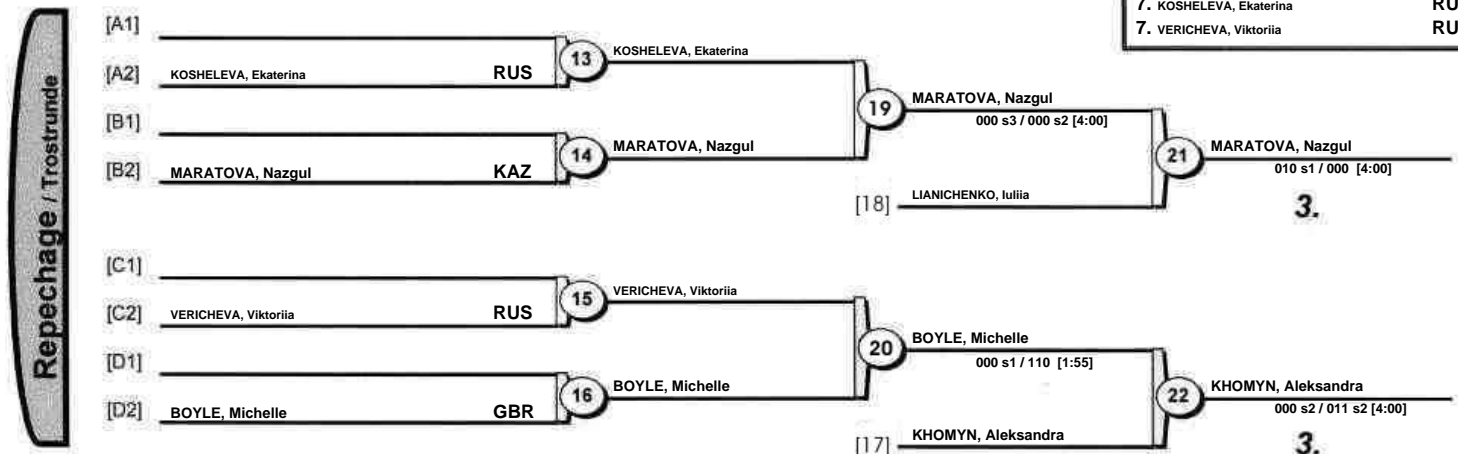 7. KOSHELEVA, Ekaterina RU
7. VERICHEVA, Viktoriia RU
Repechage / Trostrunde
[A1]
[A2] KOSHELEVA, Ekaterina RUS
13 KOSHELEVA, Ekaterina
[B1]
[B2] MARATOVA, Nazgul KAZ
14 MARATOVA, Nazgul
19 MARATOVA, Nazgul
000 s3 / 000 s2 [4:00]
[18] LIANICHENKO, Iuliia
21 MARATOVA, Nazgul
010 s1 / 000 [4:00]
3.
[C1]
[C2] VERICHEVA, Viktoriia RUS
15 VERICHEVA, Viktoriia
[D1]
[D2] BOYLE, Michelle GBR
16 BOYLE, Michelle
20 BOYLE, Michelle
000 s1 / 110 [1:55]
[17] KHOMYN, Aleksandra
22 KHOMYN, Aleksandra
000 s2 / 011 s2 [4:00]
3.